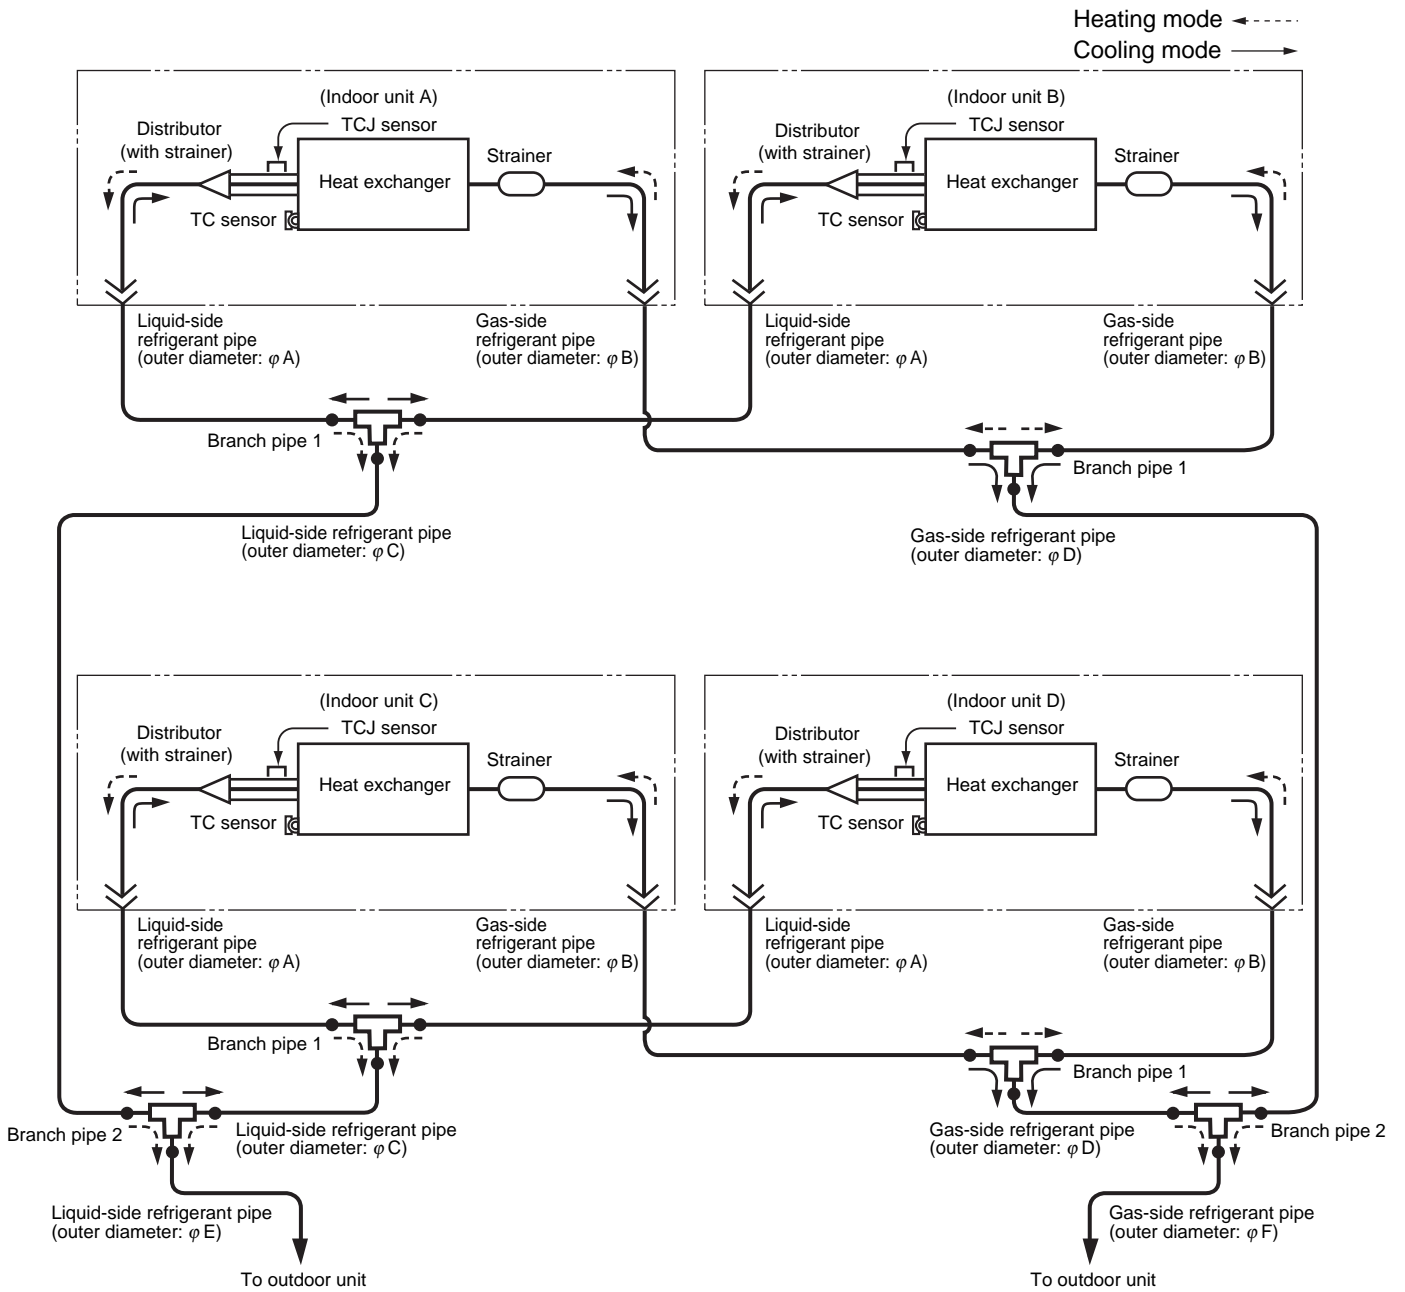 Heating mode
Cooling mode
(Indoor unit A)
TCJ sensor
Distributor
(with strainer)
Strainer
Heat exchanger
TC sensor
(Indoor unit B)
TCJ sensor
Distributor
(with strainer)
Strainer
Heat exchanger
TC sensor
Liquid-side
refrigerant pipe
(outer diameter: φ A)
Gas-side
refrigerant pipe
(outer diameter: φ B)
Liquid-side
refrigerant pipe
(outer diameter: φ A)
Gas-side
refrigerant pipe
(outer diameter: φ B)
Branch pipe 1
Branch pipe 1
Liquid-side refrigerant pipe
(outer diameter: φ C)
Gas-side refrigerant pipe
(outer diameter: φ D)
(Indoor unit C)
TCJ sensor
Distributor
(with strainer)
Strainer
Heat exchanger
TC sensor
(Indoor unit D)
TCJ sensor
Distributor
(with strainer)
Strainer
Heat exchanger
TC sensor
Liquid-side
refrigerant pipe
(outer diameter: φ A)
Gas-side
refrigerant pipe
(outer diameter: φ B)
Liquid-side
refrigerant pipe
(outer diameter: φ A)
Gas-side
refrigerant pipe
(outer diameter: φ B)
Branch pipe 1
Branch pipe 1
Branch pipe 2
Liquid-side refrigerant pipe
(outer diameter: φ C)
Gas-side refrigerant pipe
(outer diameter: φ D)
Branch pipe 2
Liquid-side refrigerant pipe
(outer diameter: φ E)
Gas-side refrigerant pipe
(outer diameter: φ F)
To outdoor unit
To outdoor unit